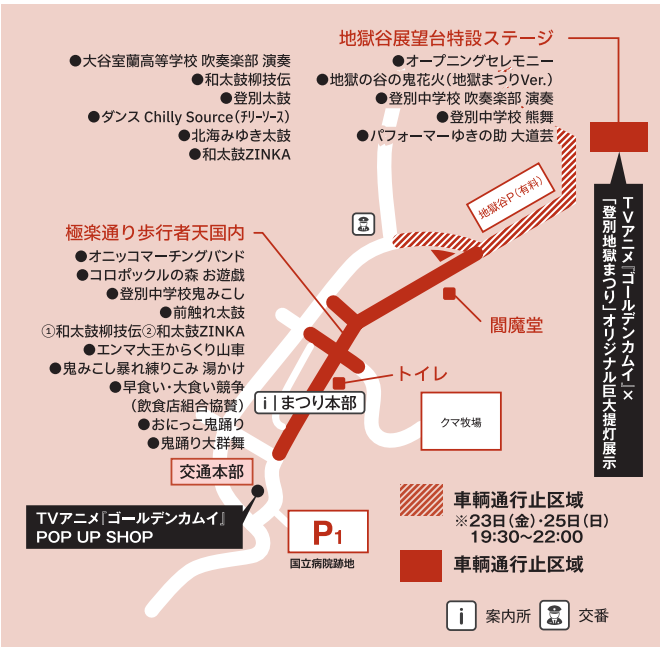 地獄谷展望台特設ステージ
●オープニングセレモニー
●地獄の谷の鬼花火(地獄まつりVer.)
●登別中学校 吹奏楽部 演奏
●登別中学校 熊舞
●パフォーマーゆきの助 大道芸
●大谷室蘭高等学校 吹奏楽部 演奏
●和太鼓柳技伝
●登別太鼓
●ダンス Chilly Source(ﾁﾘｰｿｰｽ)
●北海みゆき太鼓
●和太鼓ZINKA
地獄谷P(有料)
TVアニメ『ゴールデンカムイ』×
「登別地獄まつり」オリジナル巨大提灯展示
極楽通り歩行者天国内
●オニッコマーチングバンド
●コロポックルの森 お遊戯
●登別中学校鬼みこし
●前触れ太鼓
①和太鼓柳技伝②和太鼓ZINKA
●エンマ大王からくり山車
●鬼みこし暴れ練りこみ 湯かけ
●早食い・大食い競争
(飲食店組合協賛)
●おにっこ鬼踊り
●鬼踊り大群舞
閻魔堂
トイレ
i|まつり本部
クマ牧場
交通本部
TVアニメ『ゴールデンカムイ』
POP UP SHOP
P1
国立病院跡地
車輌通行止区域
※23日(金)・25日(日)
19:30〜22:00
車輌通行止区域
i 案内所
交番